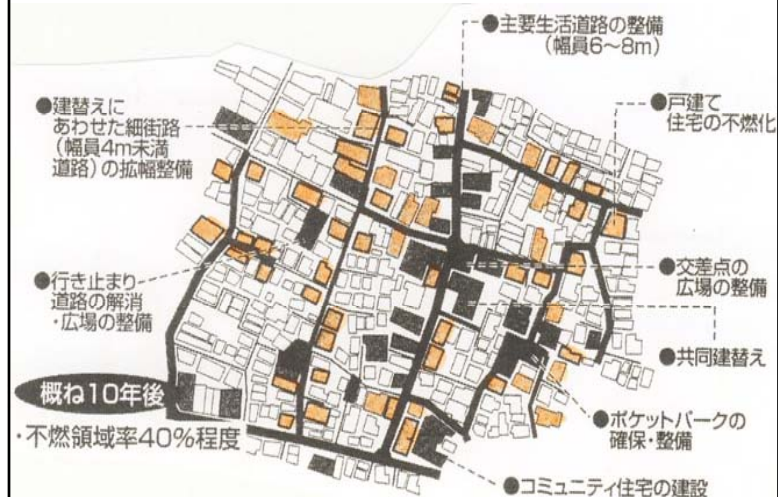 ●主要生活道路の整備
（幅員6～8m）
●建替えに
あわせた細街路
（幅員4m未満
道路）の拡幅整備
●戸建て
住宅の不燃化
●行き止まり
道路の解消
・広場の整備
●交差点の
広場の整備
●共同建替え
概ね10年後
・不燃領域率40%程度
●ポケットパークの
確保・整備
●コミュニティ住宅の建設